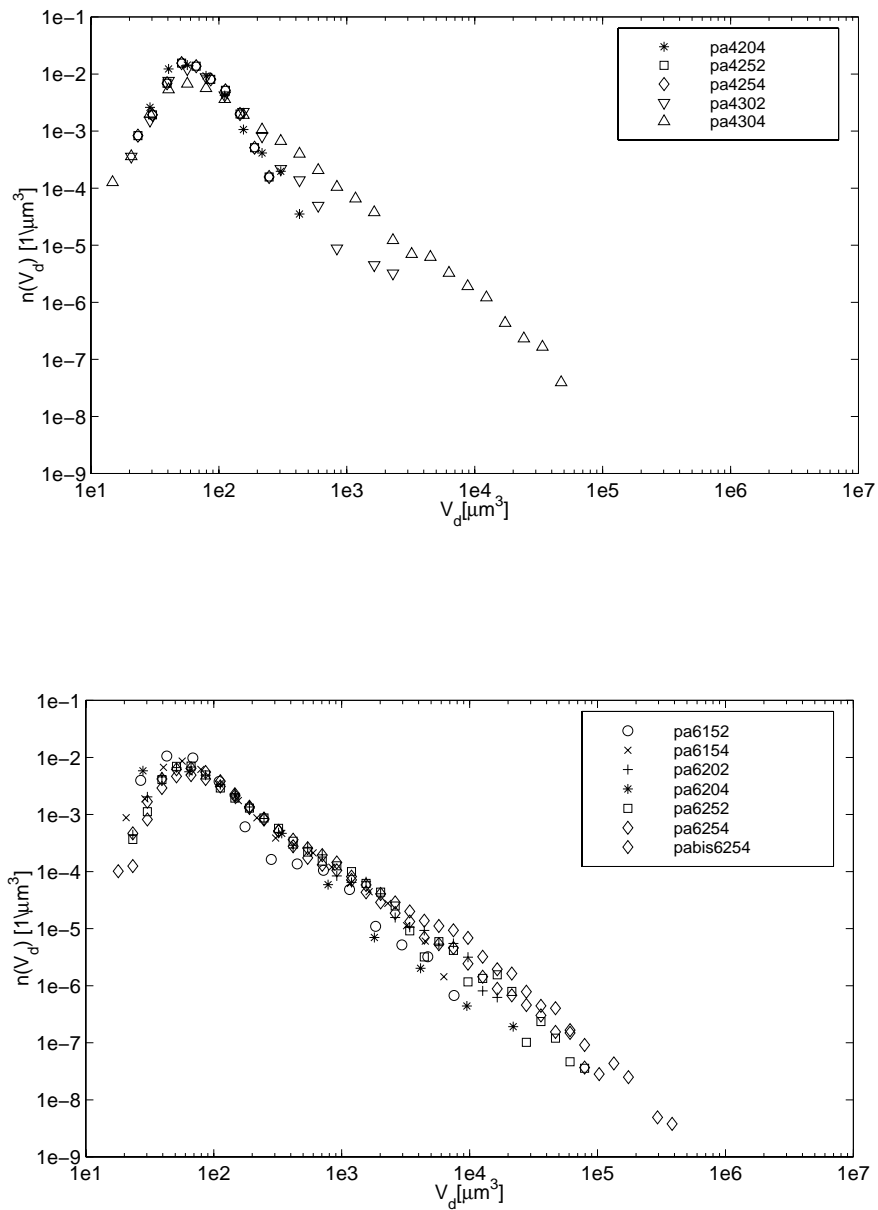 1e−1
1e−2
1e−3
1e−4
1e−5
1e−6
1e−7
1e−8
1e−9
n(V_d) [1\μm³]
1e1 1e2 1e3 1e4 1e5 1e6 1e7
V_d[μm³]
pa4204
pa4252
pa4254
pa4302
pa4304
1e−1
1e−2
1e−3
1e−4
1e−5
1e−6
1e−7
1e−8
1e−9
n(V_d) [1\μm³]
1e1 1e2 1e3 1e4 1e5 1e6 1e7
V_d[μm³]
pa6152
pa6154
pa6202
pa6204
pa6252
pa6254
pabis6254